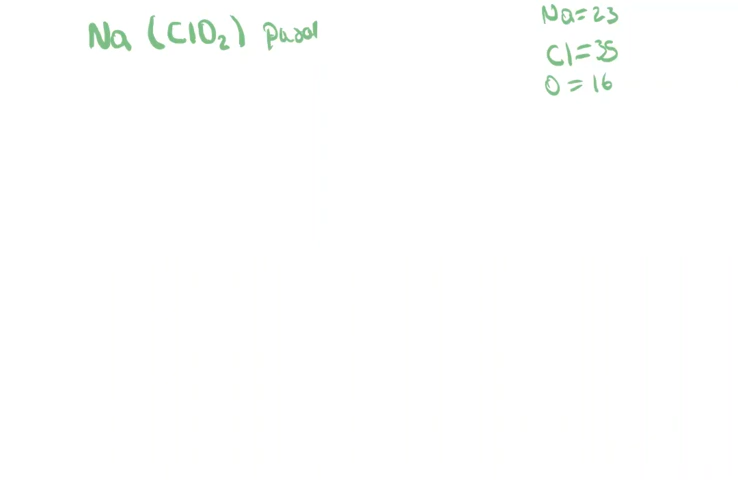 Na (ClO₂)
Na = 23
Cl = 35
O = 16